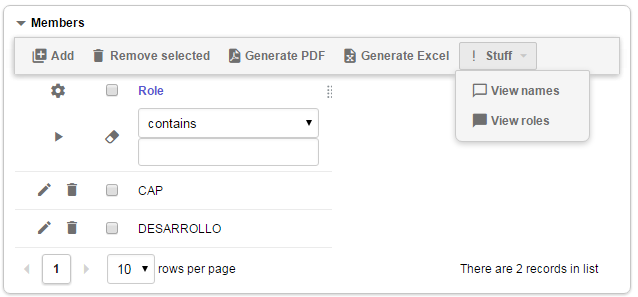 Members
Add Remove selected Generate PDF Generate Excel ! Stuff
View names
View roles
Role
contains
CAP
DESARROLLO
1 10 rows per page There are 2 records in list